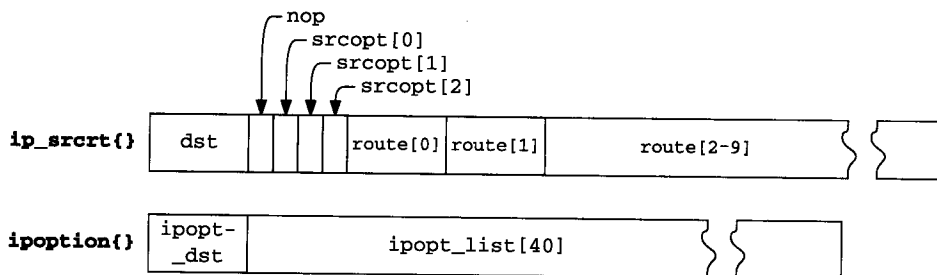 nop
srcopt[0]
srcopt[1]
srcopt[2]
ip_srcrt{} dst route[0] route[1] route[2-9]
ipoption{} ipopt-
_dst ipopt_list[40]